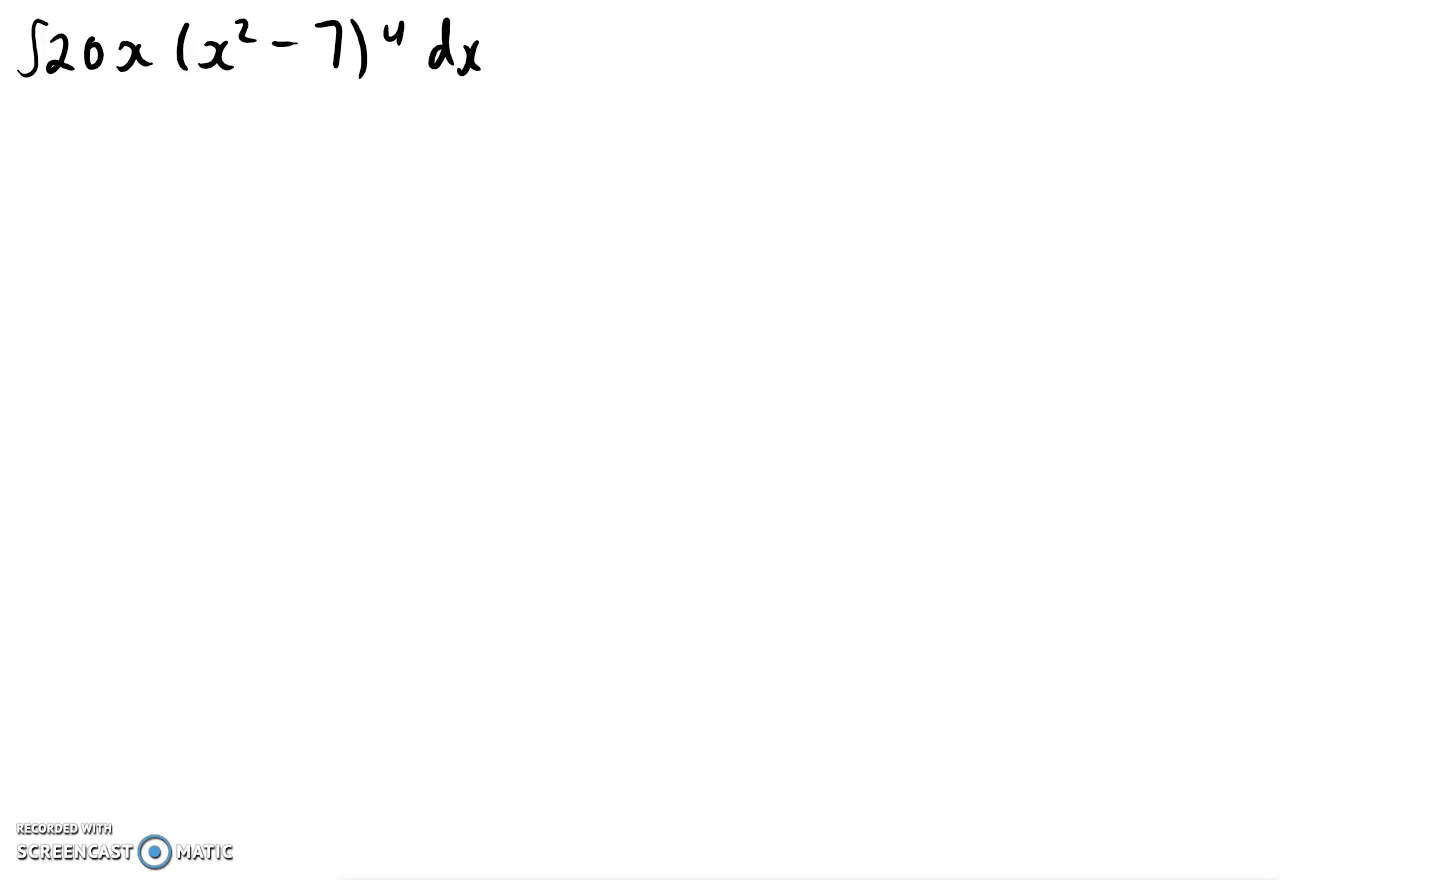 ∫20x (x² - 7)⁴ dx
RECORDED WITH
SCREENCAST MATIC